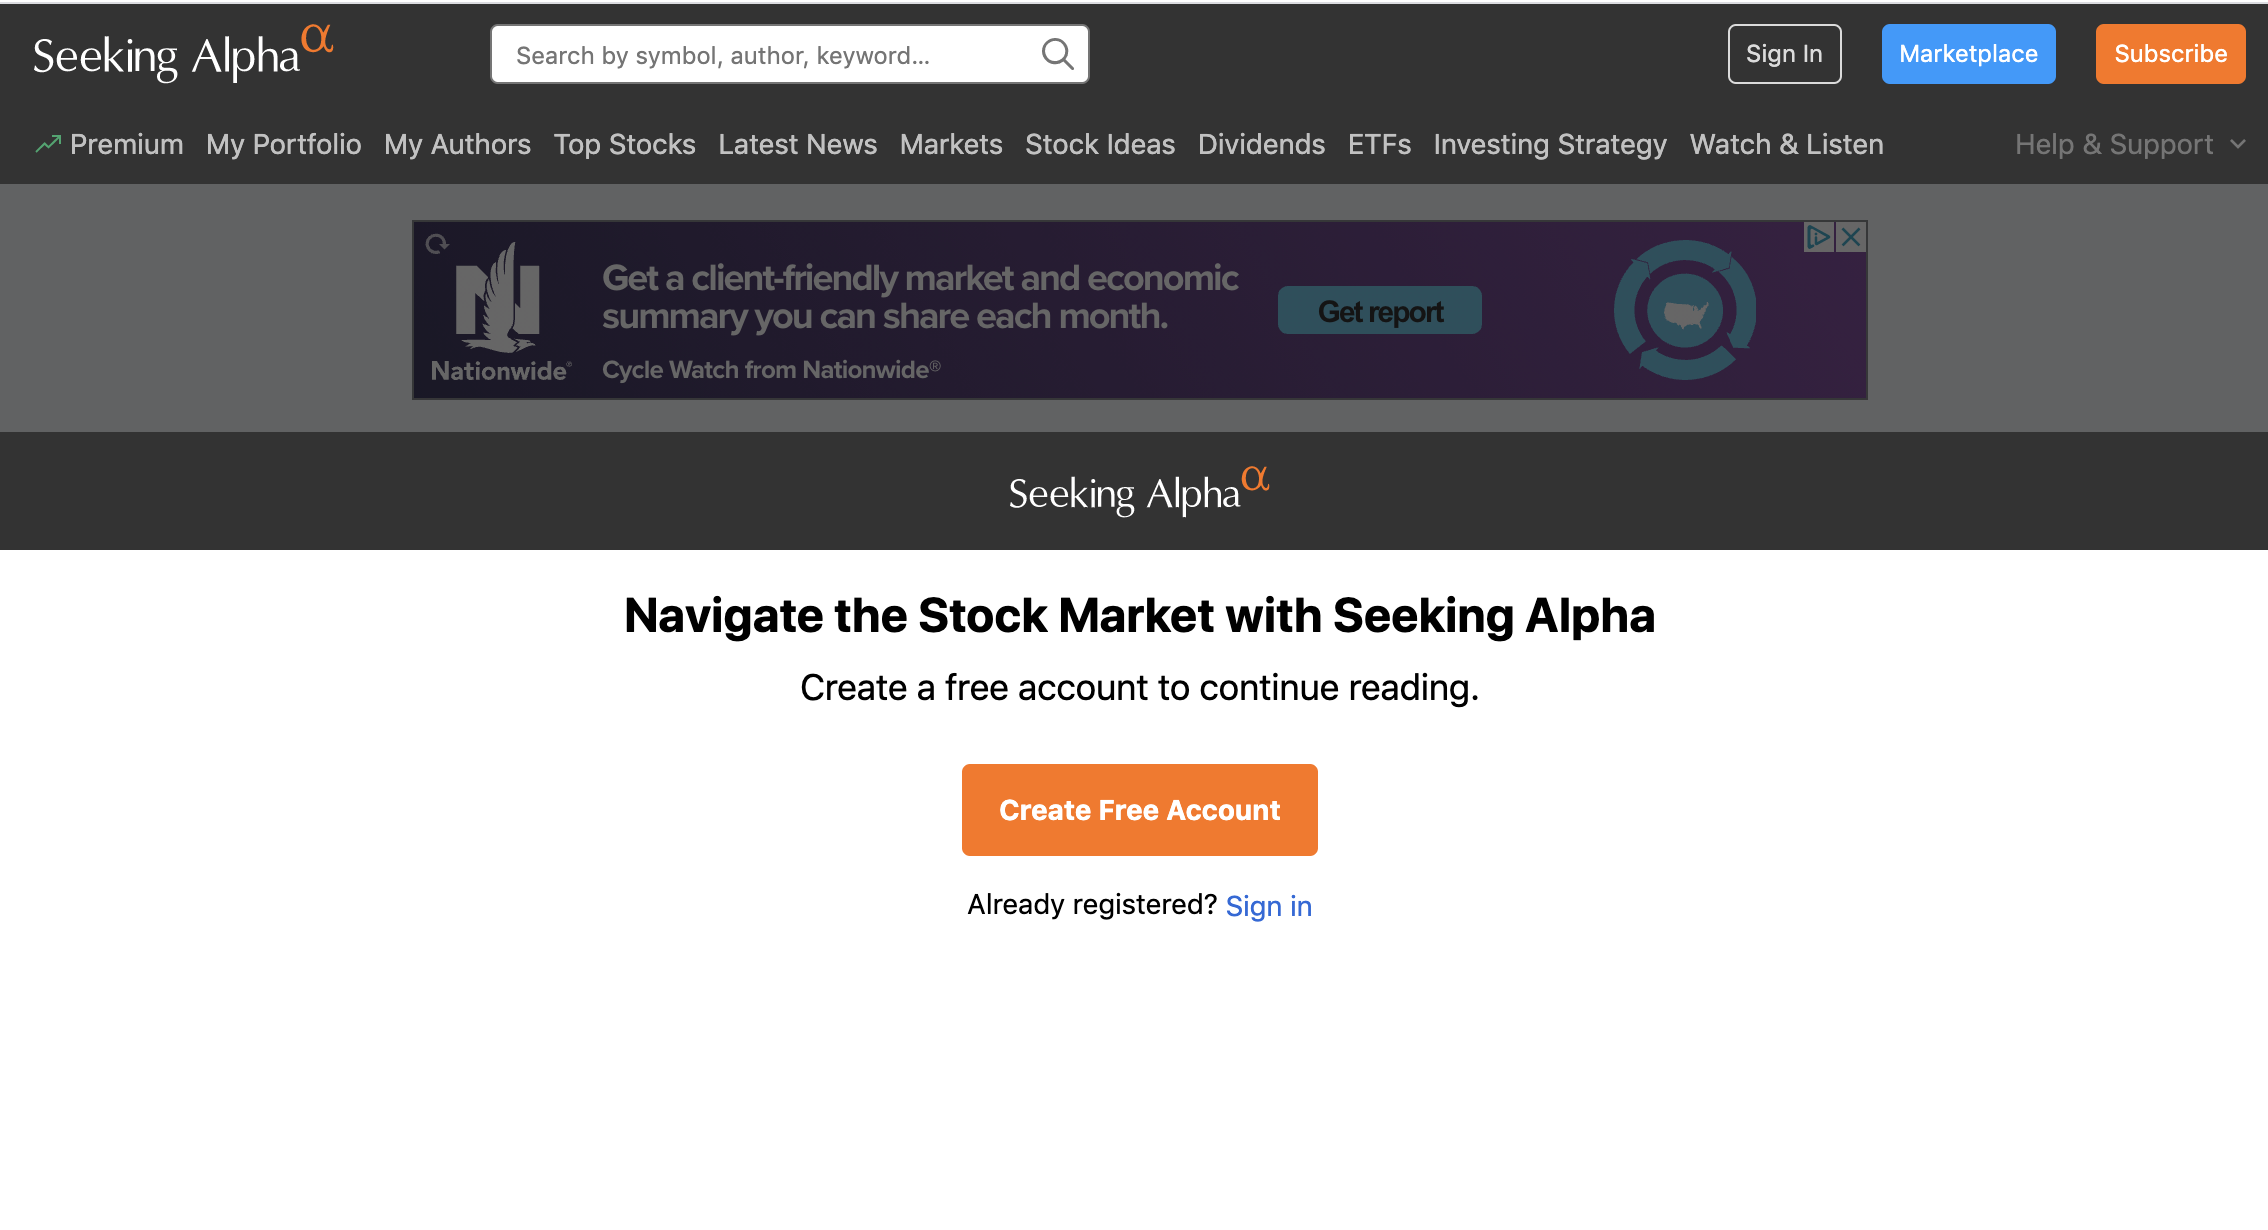 Seeking Alpha α
Search by symbol, author, keyword...
Sign In
Marketplace
Subscribe
Premium My Portfolio My Authors Top Stocks Latest News Markets Stock Ideas Dividends ETFs Investing Strategy Watch & Listen Help & Support
N
Nationwide®
Get a client-friendly market and economic
summary you can share each month.
Cycle Watch from Nationwide®
Get report
Seeking Alpha α
Navigate the Stock Market with Seeking Alpha
Create a free account to continue reading.
Create Free Account
Already registered? Sign in